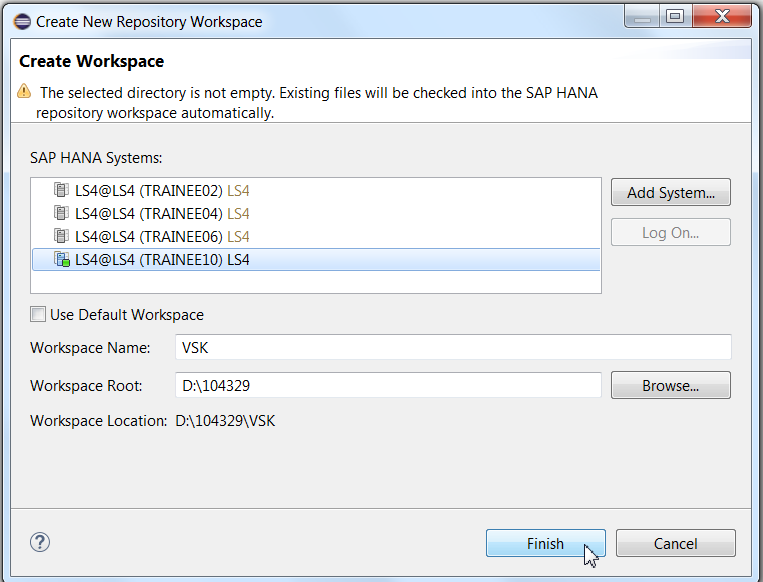 Create New Repository Workspace
Create Workspace
The selected directory is not empty. Existing files will be checked into the SAP HANA
repository workspace automatically.
SAP HANA Systems:
LS4@LS4 (TRAINEE02) LS4
LS4@LS4 (TRAINEE04) LS4
LS4@LS4 (TRAINEE06) LS4
LS4@LS4 (TRAINEE10) LS4
Add System...
Log On...
Use Default Workspace
Workspace Name: VSK
Workspace Root: D:\104329 Browse...
Workspace Location: D:\104329\VSK
? Finish Cancel